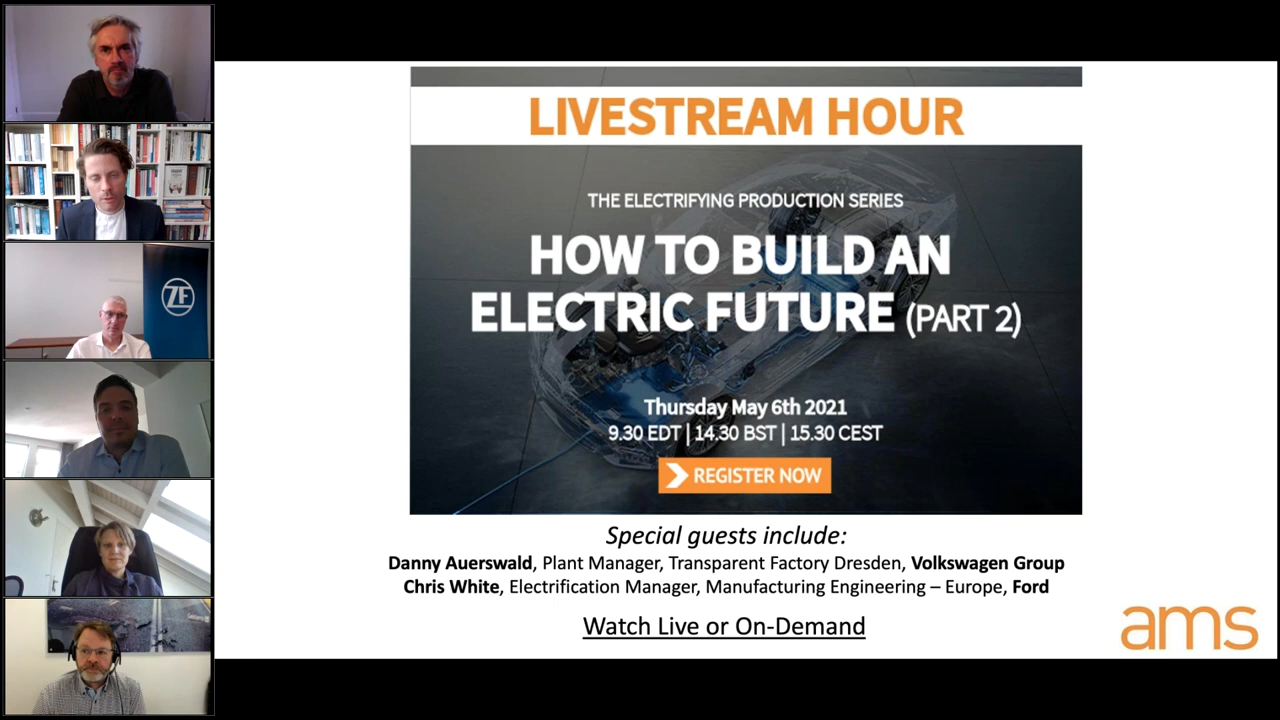 LIVESTREAM HOUR
THE ELECTRIFYING PRODUCTION SERIES
HOW TO BUILD AN
ELECTRIC FUTURE (PART 2)
Thursday May 6th 2021
9.30 EDT | 14.30 BST | 15.30 CEST
REGISTER NOW
Special guests include:
Danny Auerswald, Plant Manager, Transparent Factory Dresden, Volkswagen Group
Chris White, Electrification Manager, Manufacturing Engineering – Europe, Ford
Watch Live or On-Demand
ams
ZF